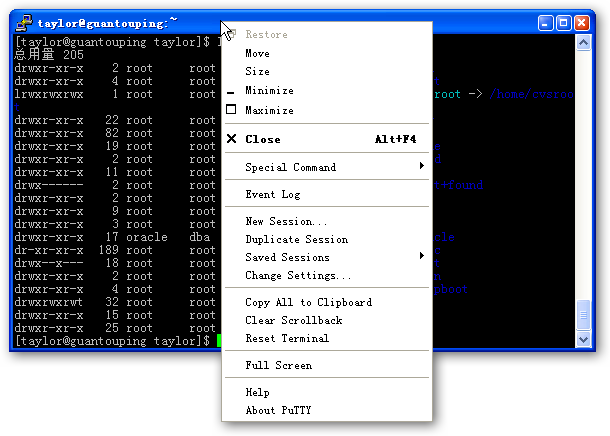 taylor@guantouping:~
[taylor@guantouping taylor]$
总用量 205
drwxr-xr-x 2 root root
drwxr-xr-x 4 root root
lrwxrwxrwx 1 root root root -> /home/cvsroo
t
drwxr-xr-x 22 root root
drwxr-xr-x 82 root root
drwxr-xr-x 19 root root
drwxr-xr-x 2 root root
drwxr-xr-x 11 root root
drwx------ 2 root root t+found
drwxr-xr-x 2 root root
drwxr-xr-x 9 root root
drwxr-xr-x 3 root root
drwxr-xr-x 17 oracle dba cle
dr-xr-xr-x 189 root root
drwx--x--- 18 root root
drwxr-xr-x 2 root root
drwxr-xr-x 4 root root pboot
drwxrwxrwt 32 root root
drwxr-xr-x 15 root root
drwxr-xr-x 25 root root
[taylor@guantouping taylor]$
Restore
Move
Size
Minimize
Maximize
Close Alt+F4
Special Command
Event Log
New Session...
Duplicate Session
Saved Sessions
Change Settings...
Copy All to Clipboard
Clear Scrollback
Reset Terminal
Full Screen
Help
About PuTTY